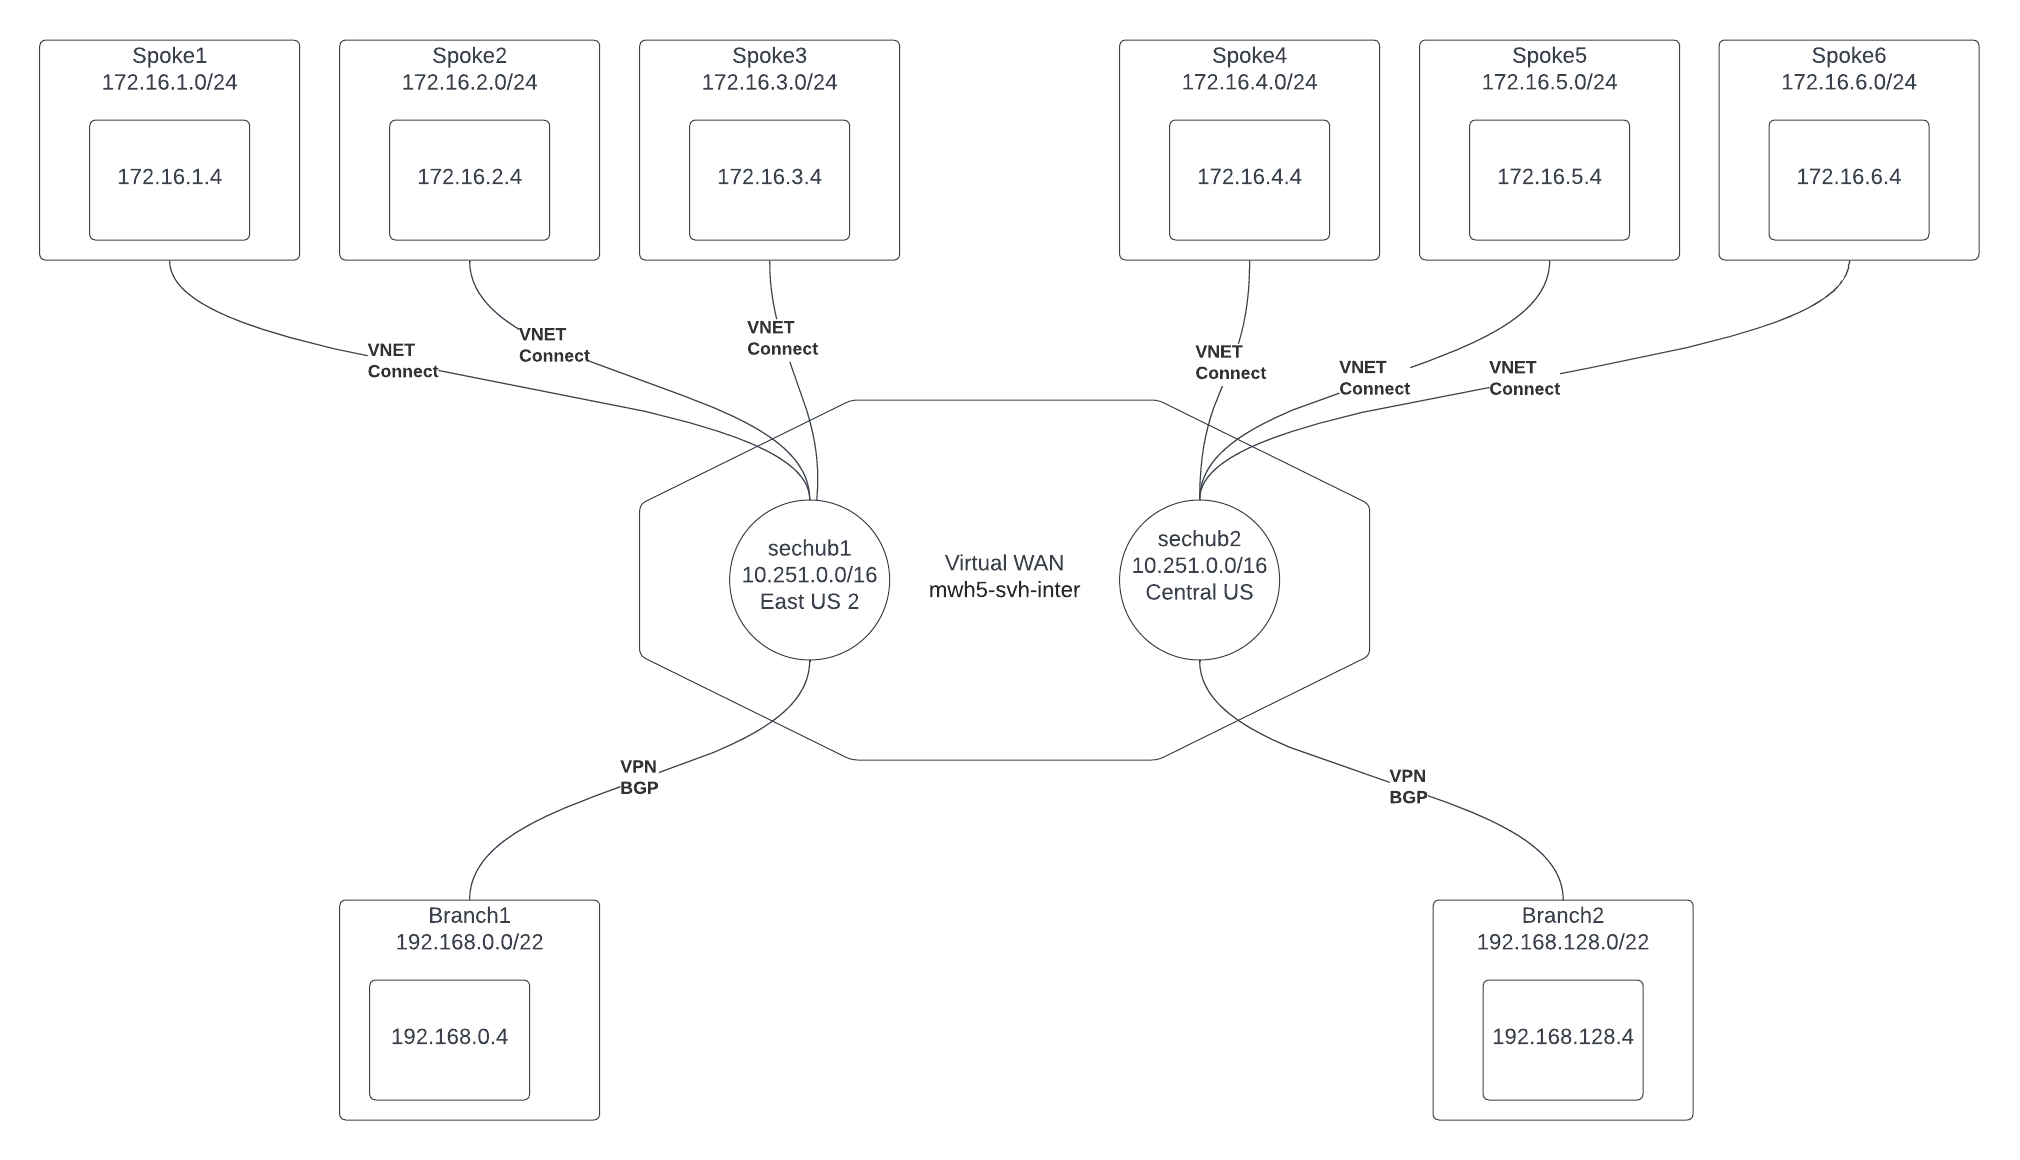 Spoke1
172.16.1.0/24
172.16.1.4
Spoke2
172.16.2.0/24
172.16.2.4
Spoke3
172.16.3.0/24
172.16.3.4
Spoke4
172.16.4.0/24
172.16.4.4
Spoke5
172.16.5.0/24
172.16.5.4
Spoke6
172.16.6.0/24
172.16.6.4
VNET
Connect
VNET
Connect
VNET
Connect
VNET
Connect
VNET
Connect
VNET
Connect
sechub1
10.251.0.0/16
East US 2
Virtual WAN
mwh5-svh-inter
sechub2
10.251.0.0/16
Central US
VPN
BGP
VPN
BGP
Branch1
192.168.0.0/22
192.168.0.4
Branch2
192.168.128.0/22
192.168.128.4